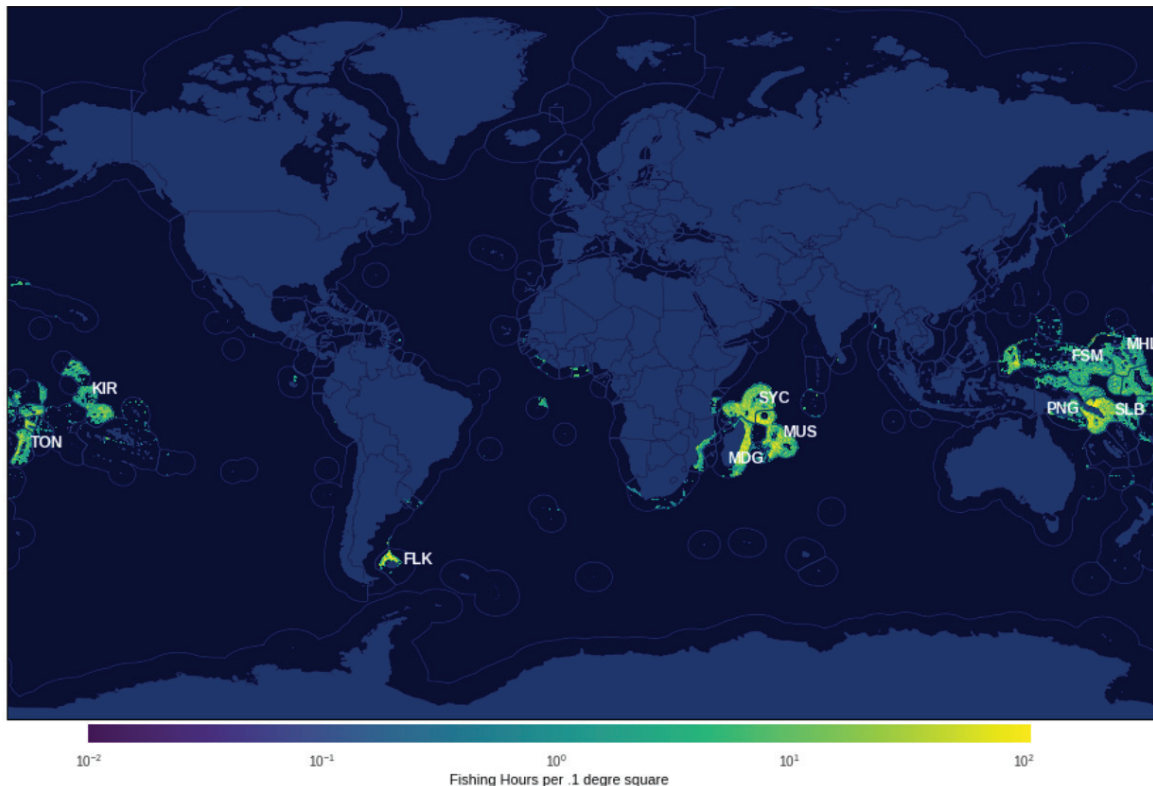 MHL
FSM
KIR
SYC
PNG
SLB
MUS
TON
MDG
FLK
10⁻²
10⁻¹
10⁰
10¹
10²
Fishing Hours per .1 degre square